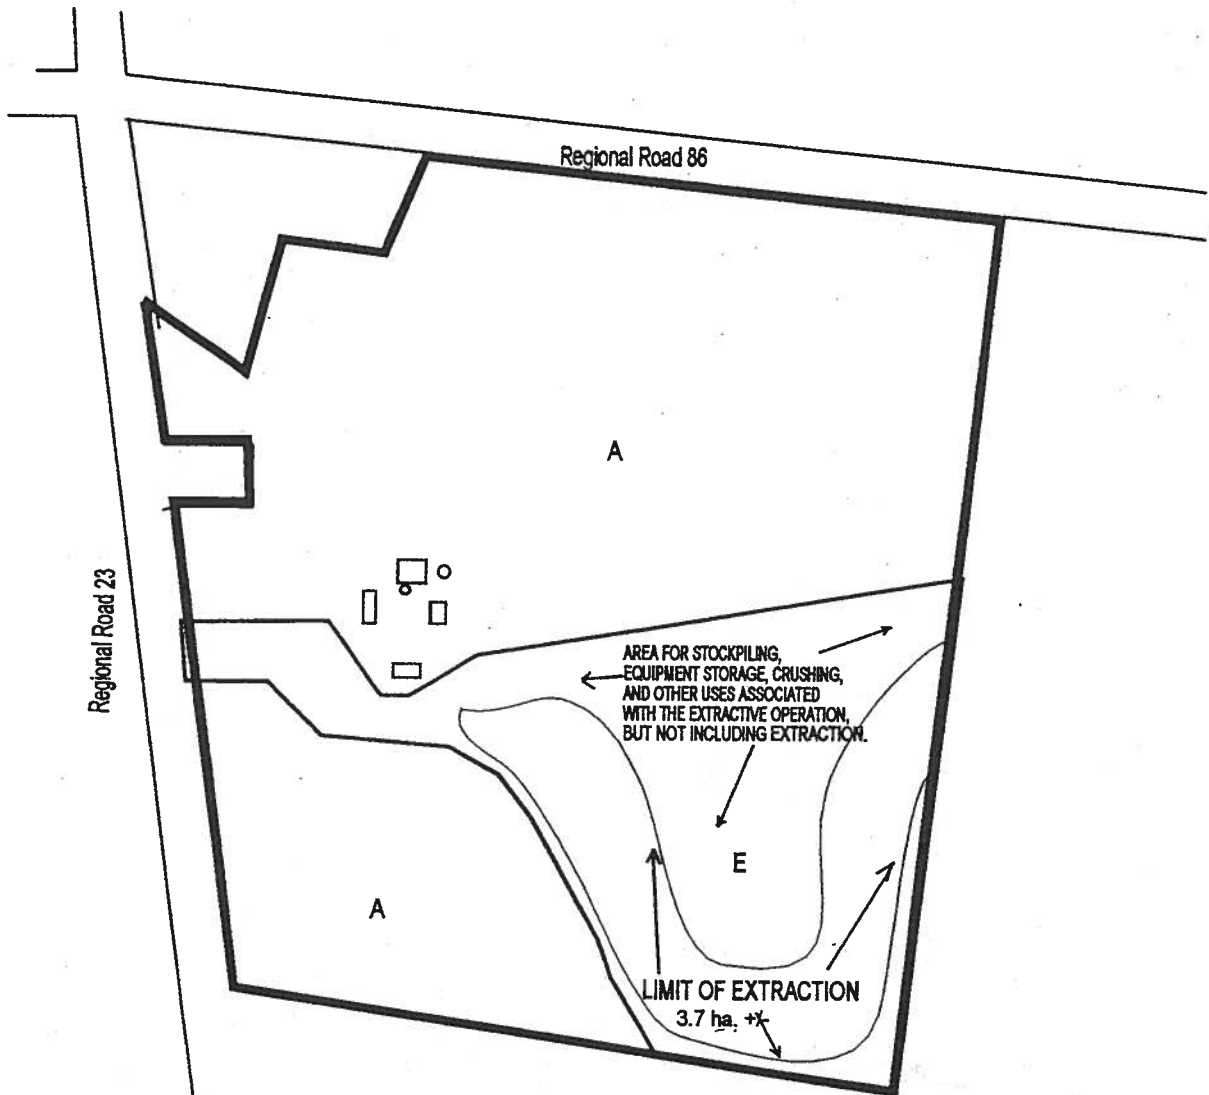 Regional Road 86
A
Regional Road 23
AREA FOR STOCKPILING,
EQUIPMENT STORAGE, CRUSHING,
AND OTHER USES ASSOCIATED
WITH THE EXTRACTIVE OPERATION,
BUT NOT INCLUDING EXTRACTION.
E
A
LIMIT OF EXTRACTION
3.7 ha. +/-